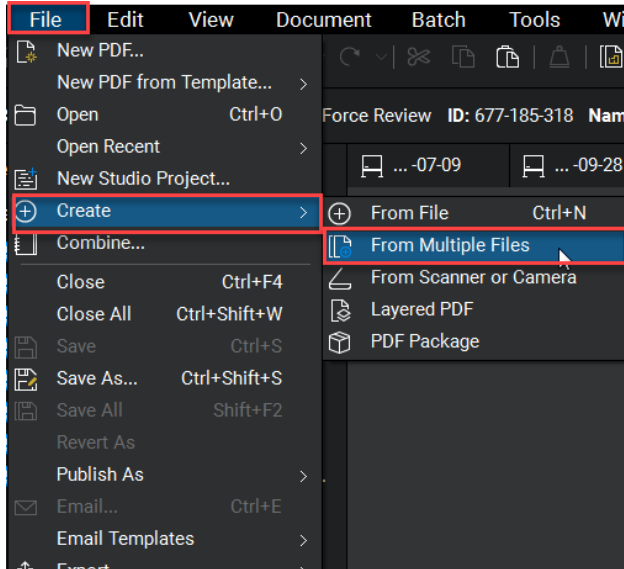 File Edit View Document Batch Tools Wi
New PDF...
New PDF from Template...
Open Ctrl+O
Force Review ID: 677-185-318 Nam
Open Recent
... -07-09 ... -09-28
New Studio Project...
Create
From File Ctrl+N
Combine...
From Multiple Files
Close Ctrl+F4
From Scanner or Camera
Close All Ctrl+Shift+W
Layered PDF
Save Ctrl+S
PDF Package
Save As... Ctrl+Shift+S
Save All Shift+F2
Revert As
Publish As
Email... Ctrl+E
Email Templates
Export